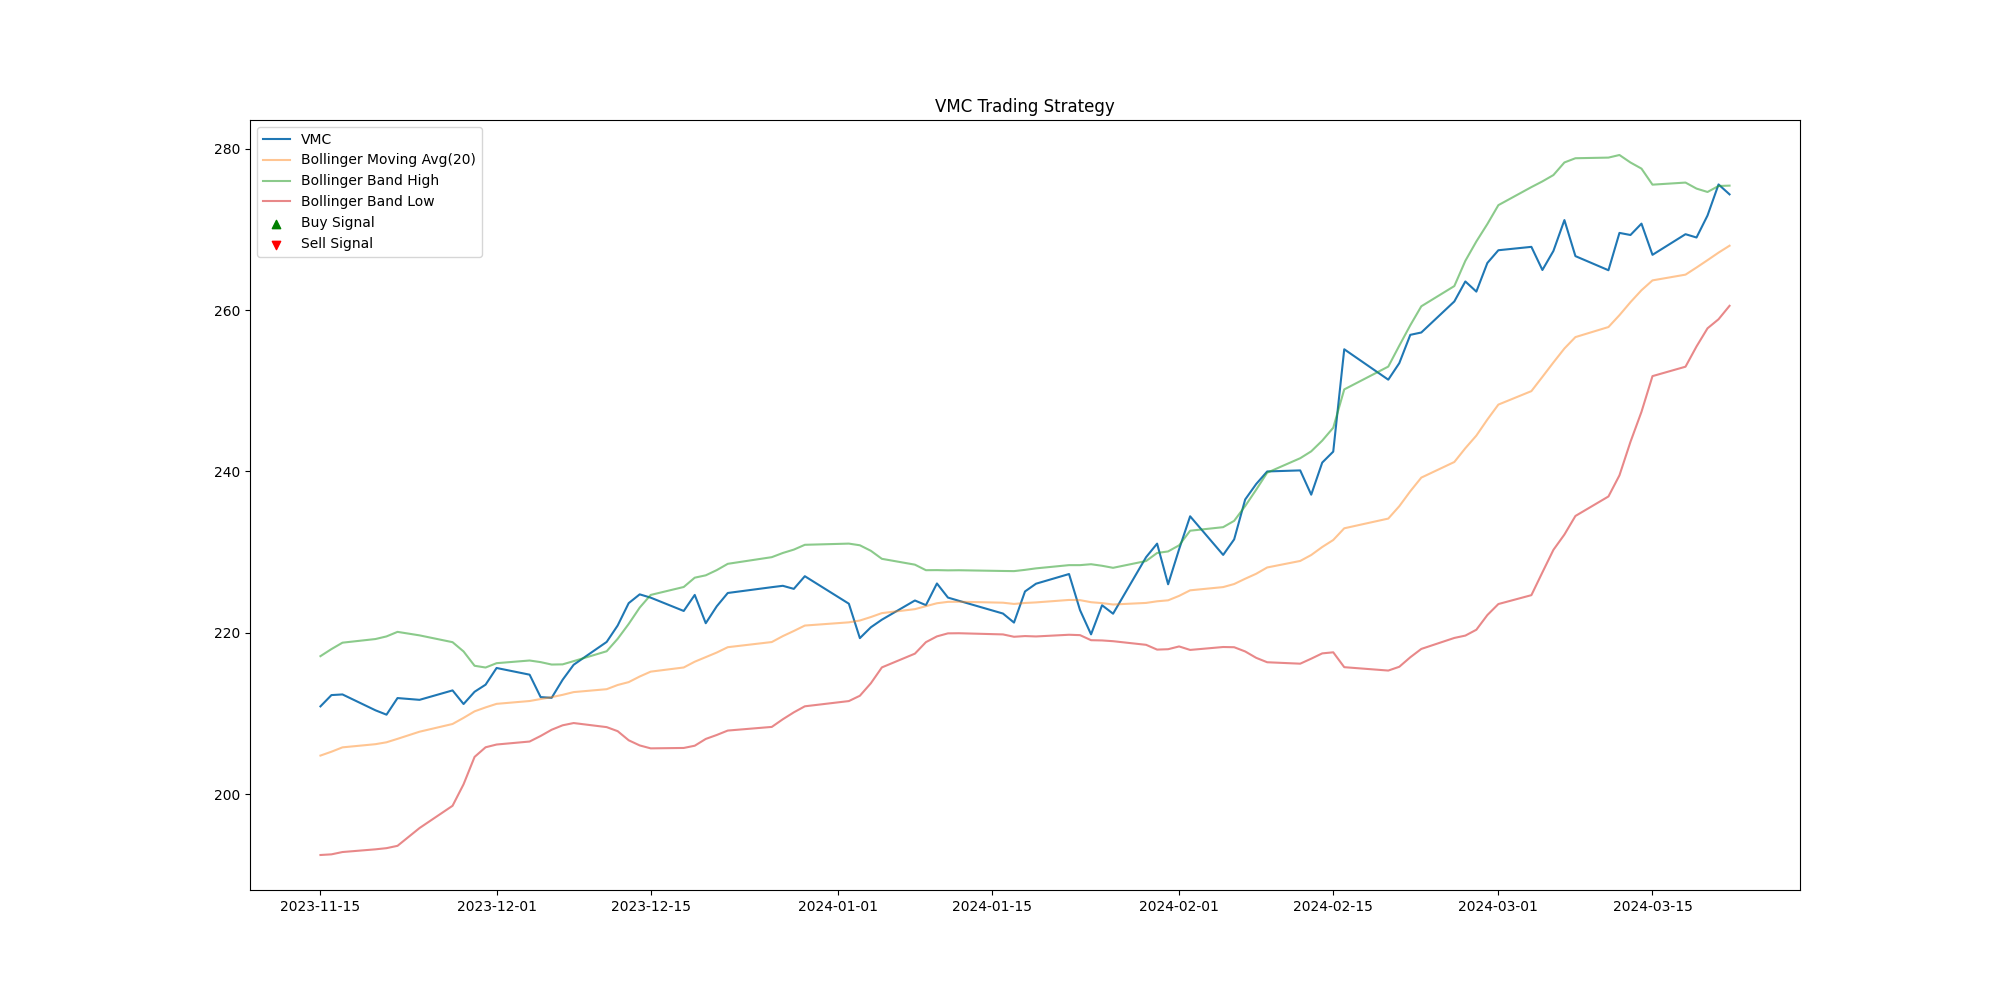 VMC Trading Strategy
VMC
Bollinger Moving Avg(20)
Bollinger Band High
Bollinger Band Low
Buy Signal
Sell Signal
280
260
240
220
200
2023-11-15 2023-12-01 2023-12-15 2024-01-01 2024-01-15 2024-02-01 2024-02-15 2024-03-01 2024-03-15